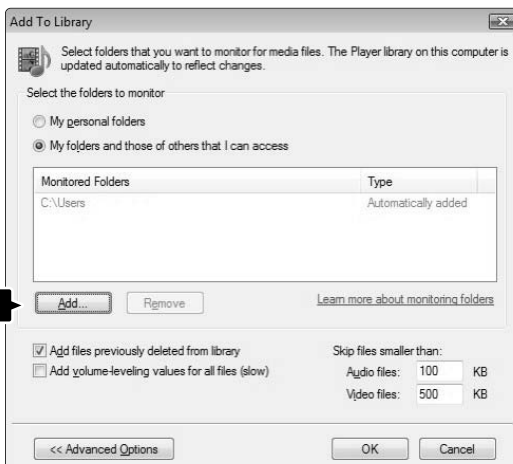 Add To Library
Select folders that you want to monitor for media files. The Player library on this computer is
updated automatically to reflect changes.
Select the folders to monitor
My personal folders
My folders and those of others that I can access
Monitored Folders Type
C:\Users Automatically added
Add... Remove Learn more about monitoring folders
Add files previously deleted from library Skip files smaller than:
Add volume-leveling values for all files (slow) Audio files: 100 KB
Video files: 500 KB
<< Advanced Options OK Cancel